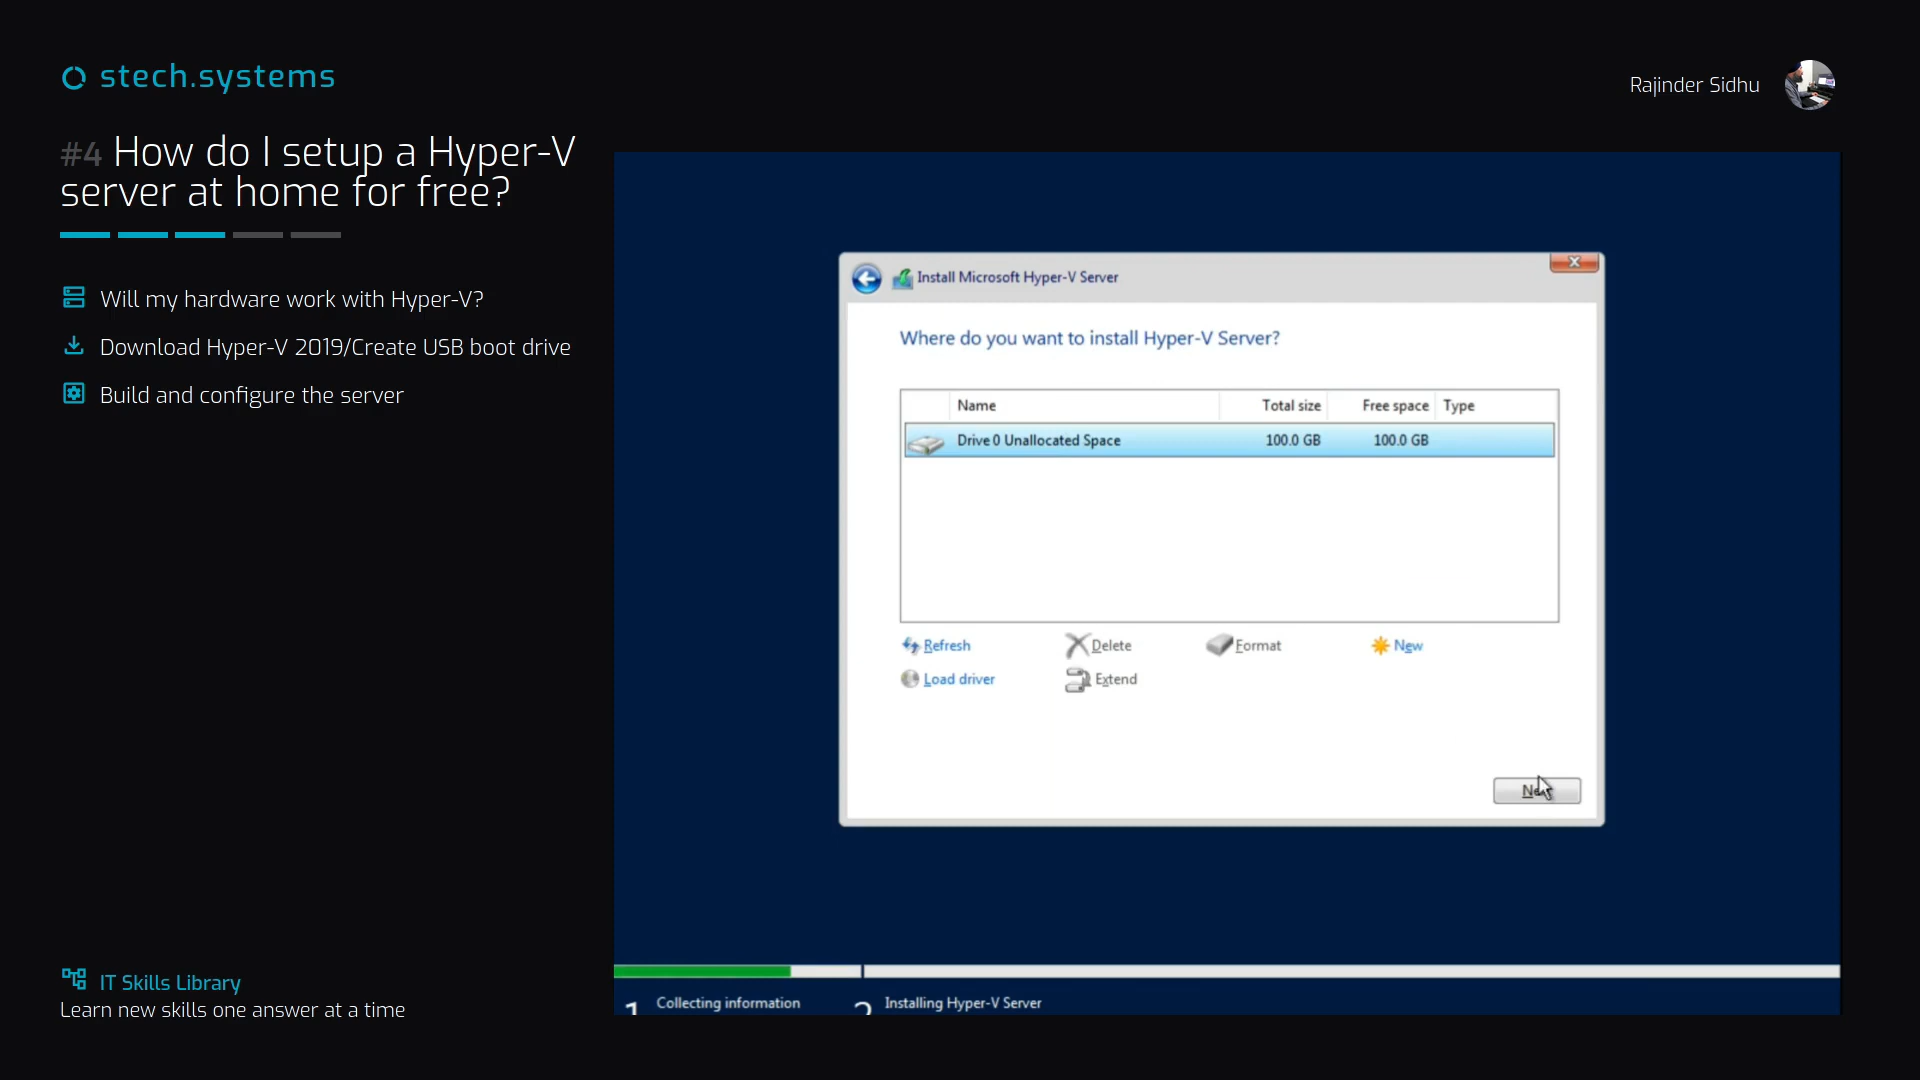 stech.systems
Rajinder Sidhu
#4 How do I setup a Hyper-V
server at home for free?
Will my hardware work with Hyper-V?
Download Hyper-V 2019/Create USB boot drive
Build and configure the server
Install Microsoft Hyper-V Server
Where do you want to install Hyper-V Server?
Name Total size Free space Type
Drive 0 Unallocated Space 100.0 GB 100.0 GB
Refresh Delete Format New
Load driver Extend
1 Collecting information 2 Installing Hyper-V Server
IT Skills Library
Learn new skills one answer at a time